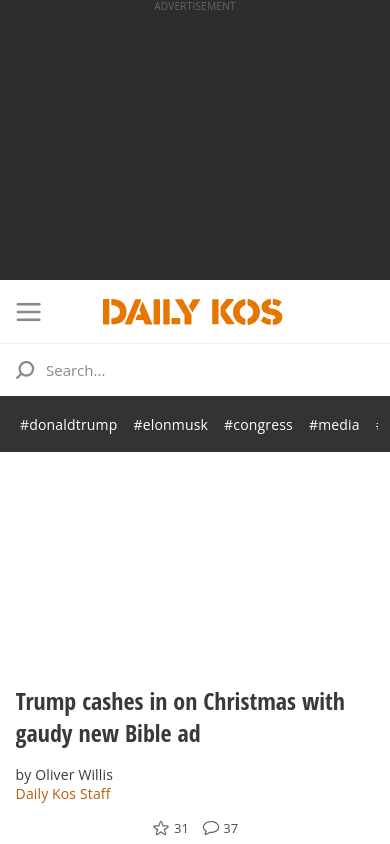 ADVERTISEMENT
DAILY KOS
Search...
#donaldtrump #elonmusk #congress #media
Trump cashes in on Christmas with
gaudy new Bible ad
by Oliver Willis
Daily Kos Staff
31 37